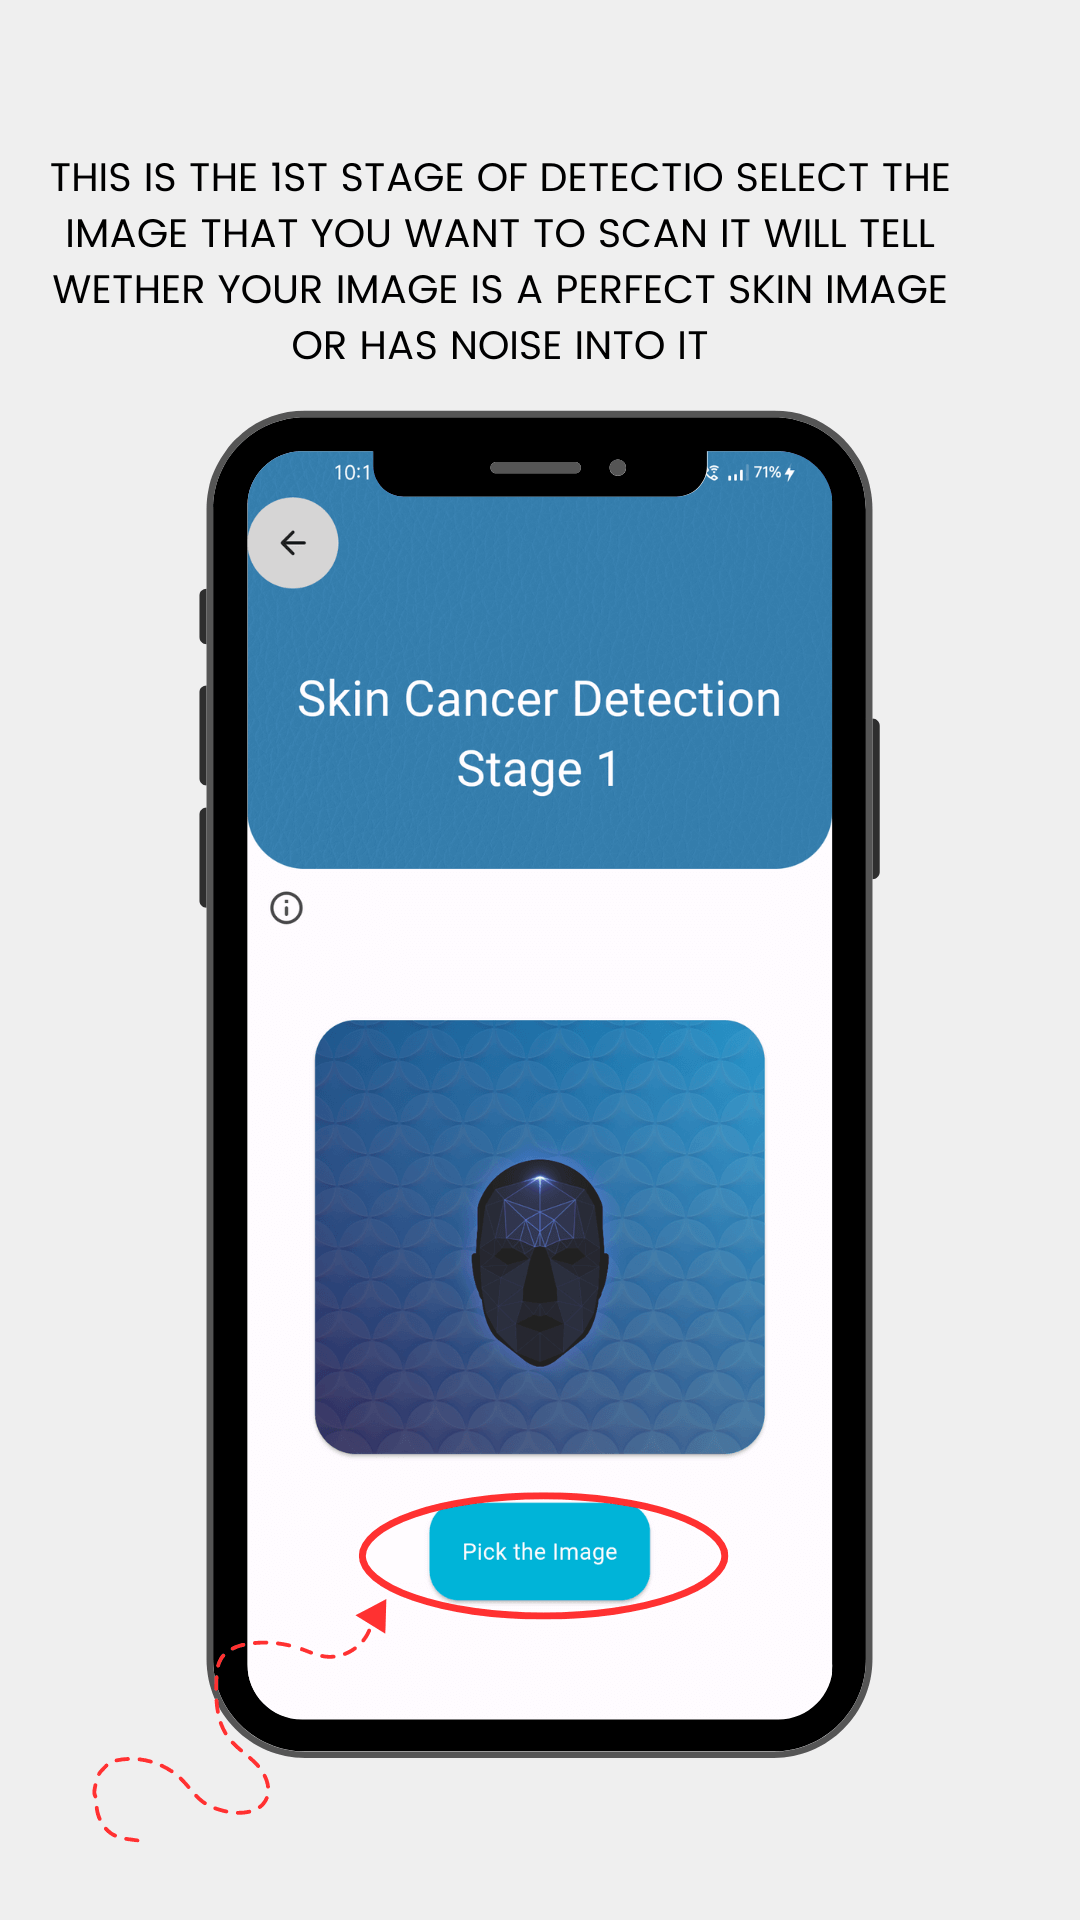 THIS IS THE 1ST STAGE OF DETECTIO SELECT THE
IMAGE THAT YOU WANT TO SCAN IT WILL TELL
WETHER YOUR IMAGE IS A PERFECT SKIN IMAGE
OR HAS NOISE INTO IT
10:1
71%
Skin Cancer Detection
Stage 1
Pick the Image